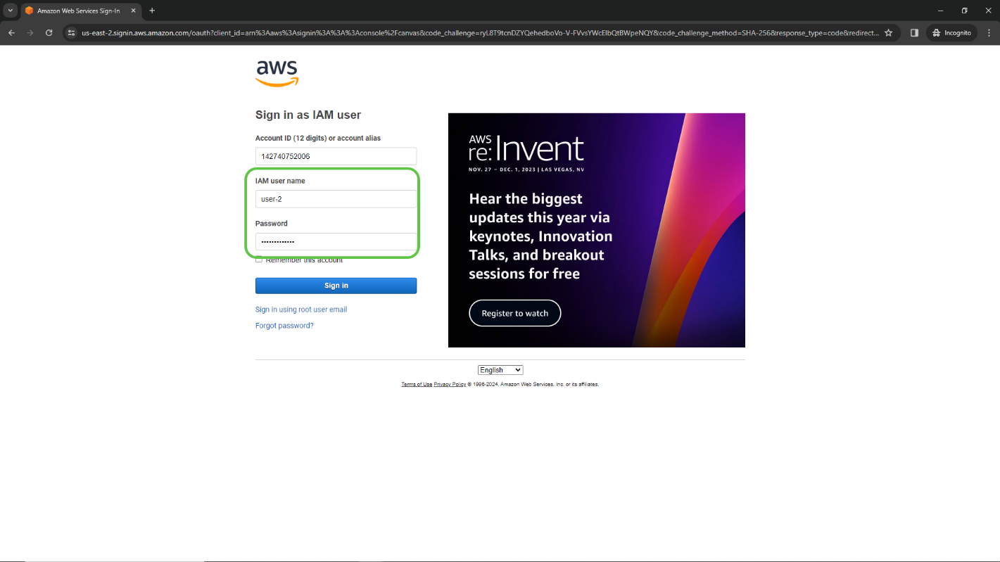 Amazon Web Services Sign-In
us-east-2.signin.aws.amazon.com/oauth?client_id=arn%3Aaws%3Asignin%3A%3A%3Aconsole%2Fcanvas&code_challenge=ryL8T9tcnDZYQehedboVo-V-FVvsYWcElbQtBWpeNQY&code_challenge_method=SHA-256&response_type=code&redirect...
Incognito
aws
Sign in as IAM user
Account ID (12 digits) or account alias
142740752006
IAM user name
user-2
Password
•••••••••••••
Remember this account
Sign in
Sign in using root user email
Forgot password?
AWS
re:Invent
NOV. 27 – DEC. 1, 2023 | LAS VEGAS, NV
Hear the biggest
updates this year via
keynotes, Innovation
Talks, and breakout
sessions for free
Register to watch
English
Terms of Use Privacy Policy © 1996-2024, Amazon Web Services, Inc. or its affiliates.